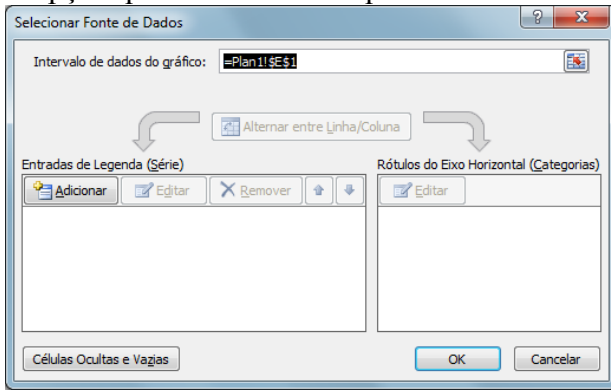 Selecionar Fonte de Dados
Intervalo de dados do gráfico: =Plan1!$E$1
Alternar entre Linha/Coluna
Entradas de Legenda (Série)
Rótulos do Eixo Horizontal (Categorias)
Adicionar Editar Remover
Editar
Células Ocultas e Vazias OK Cancelar